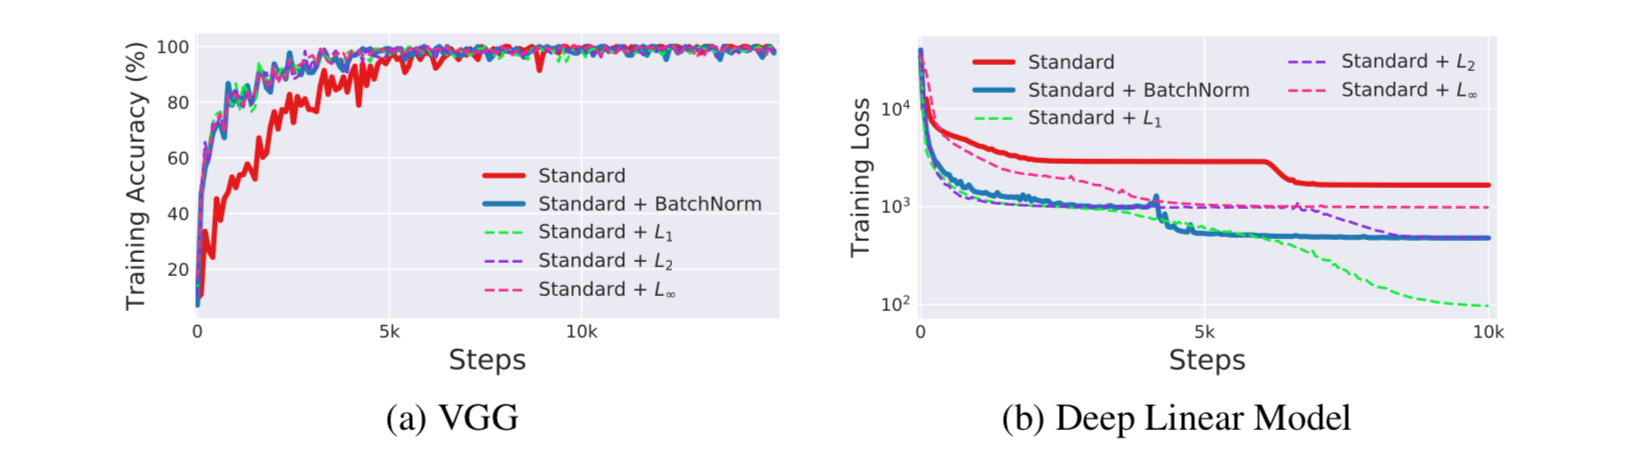 Training Accuracy (%)
100
80
60
40
20
0
5k
10k
Steps
Standard
Standard + BatchNorm
Standard + L₁
Standard + L₂
Standard + L∞
(a) VGG
Training Loss
10⁴
10³
10²
0
5k
10k
Steps
Standard
Standard + BatchNorm
Standard + L₁
Standard + L₂
Standard + L∞
(b) Deep Linear Model